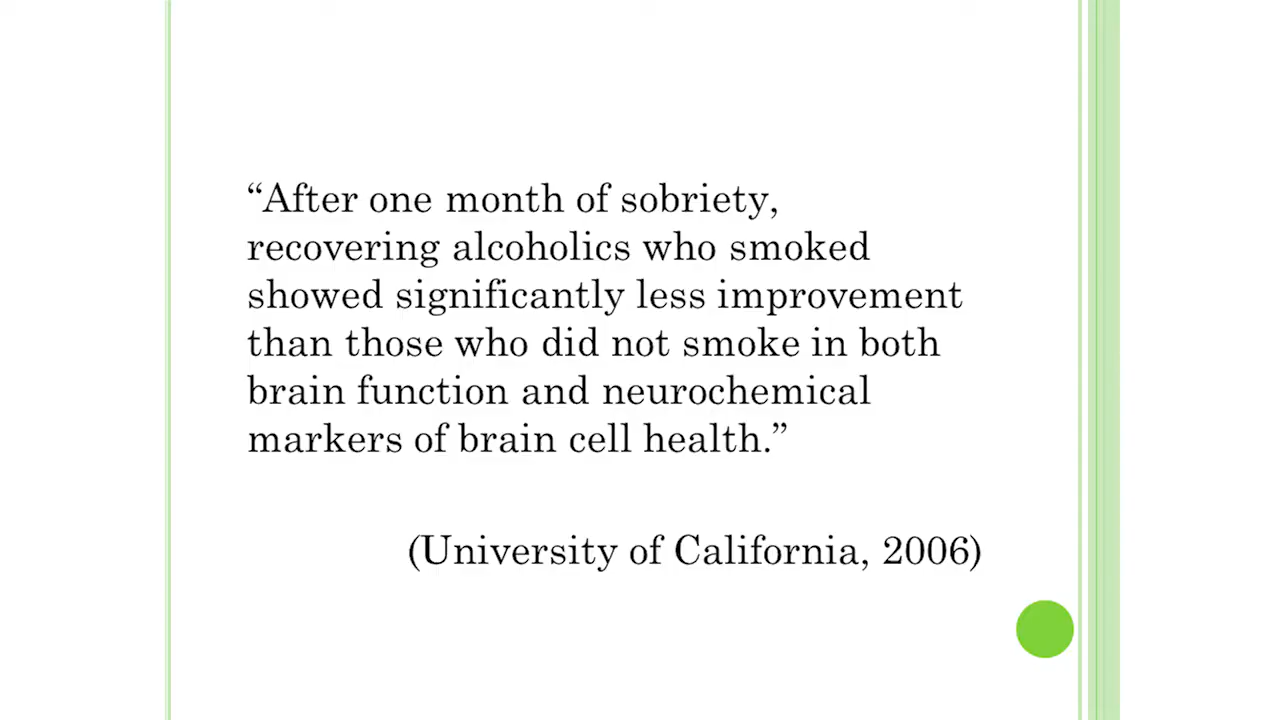 “After one month of sobriety,
recovering alcoholics who smoked
showed significantly less improvement
than those who did not smoke in both
brain function and neurochemical
markers of brain cell health.”
(University of California, 2006)